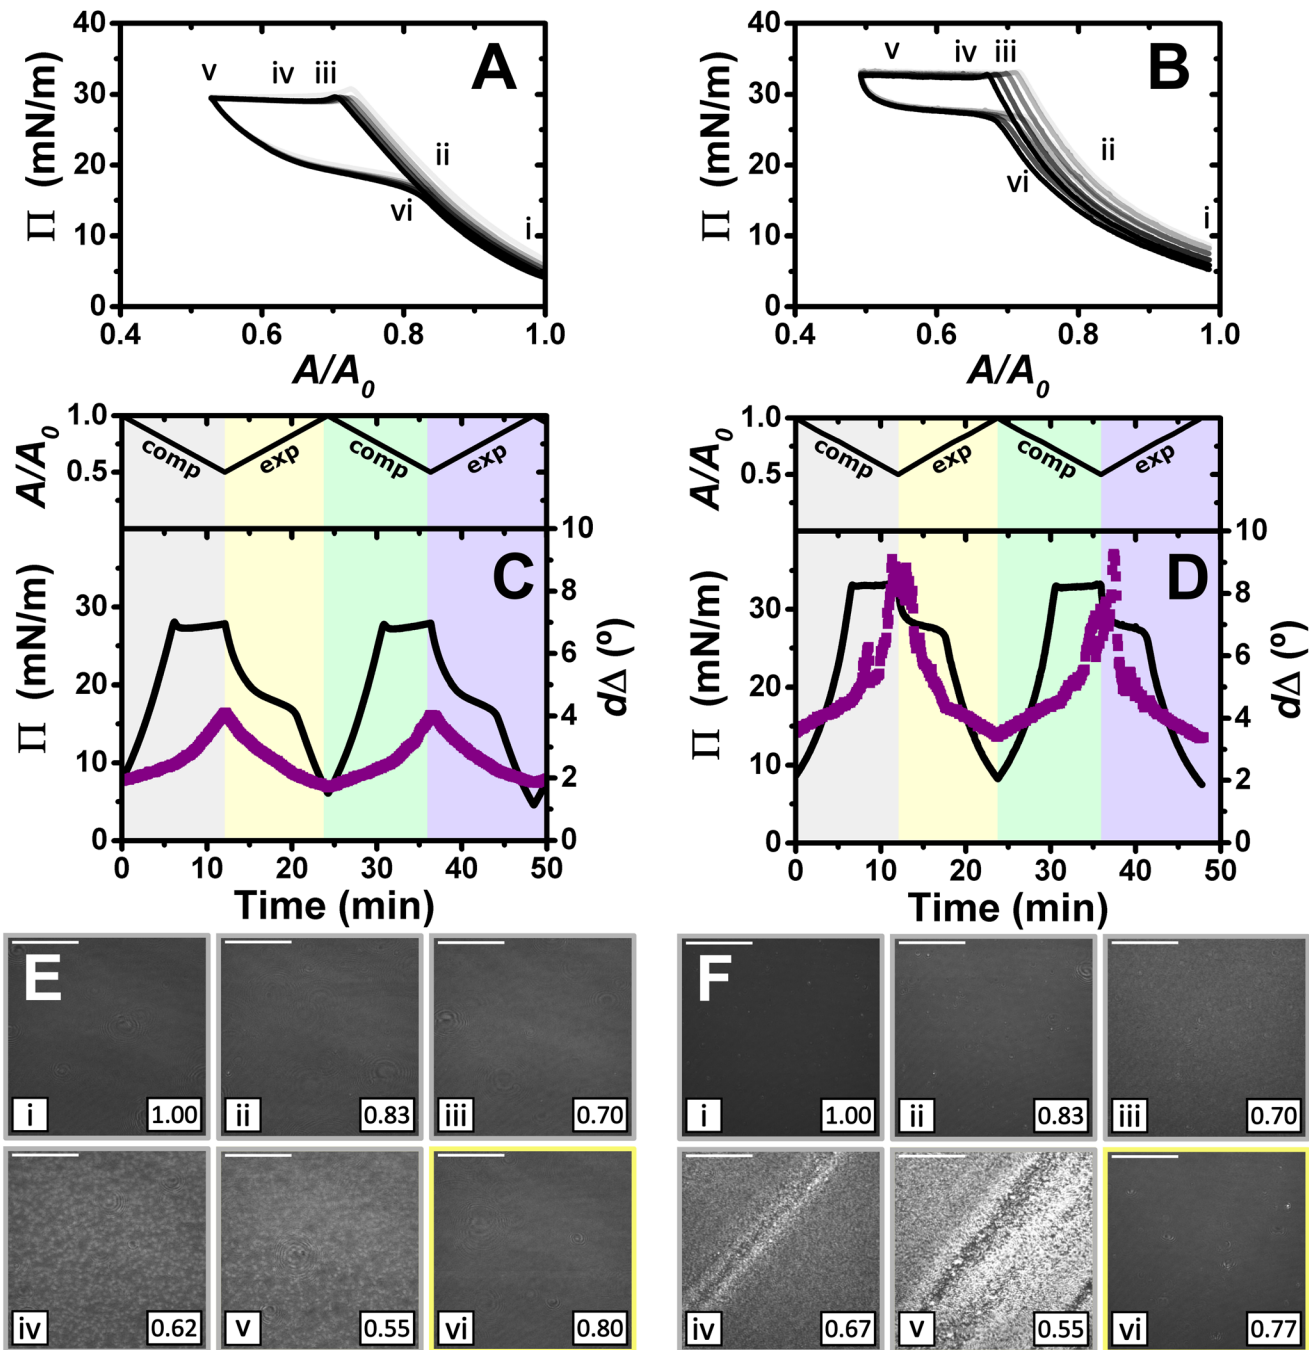 40
30
20
10
0
Π (mN/m)
A
v
iv
iii
ii
vi
i
0.4
0.6
0.8
1.0
A/A0
40
30
20
10
0
Π (mN/m)
B
v
iv
iii
ii
vi
i
0.4
0.6
0.8
1.0
A/A0
1.0
0.5
A/A0
comp
exp
comp
exp
30
20
10
0
Π (mN/m)
C
10
8
6
4
2
0
dΔ (º)
0
10
20
30
40
50
Time (min)
1.0
0.5
A/A0
comp
exp
comp
exp
30
20
10
0
Π (mN/m)
D
10
8
6
4
2
0
dΔ (º)
0
10
20
30
40
50
Time (min)
E
i
1.00
ii
0.83
iii
0.70
iv
0.62
v
0.55
vi
0.80
F
i
1.00
ii
0.83
iii
0.70
iv
0.67
v
0.55
vi
0.77